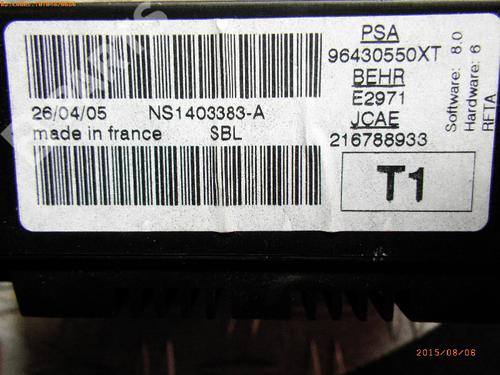 26/04/05 NS1403383-A
made in france SBL
PSA
96430550XT
BEHR
E2971
JCAE
216788933
T1
Software: 8.0
Hardware: 6
RFTA
2015/08/06